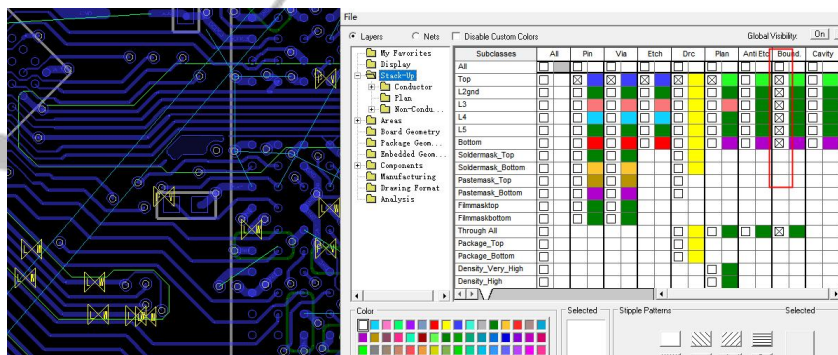 File
Layers Nets Disable Custom Colors Global Visibility: On
My Favorites
Display
Stack-Up
Conductor
Plan
Non-Condu...
Areas
Board Geometry
Package Geom...
Embedded Geom...
Components
Manufacturing
Drawing Format
Analysis
Subclasses All Pin Via Etch Drc Plan Anti Etc Bound. Cavity
All
Top
L2gnd
L3
L4
L5
Bottom
Soldermask_Top
Soldermask_Bottom
Pastemask_Top
Pastemask_Bottom
Filmmasktop
Filmmaskbottom
Through All
Package_Top
Package_Bottom
Density_Very_High
Density_High
Color Selected Stipple Patterns Selected